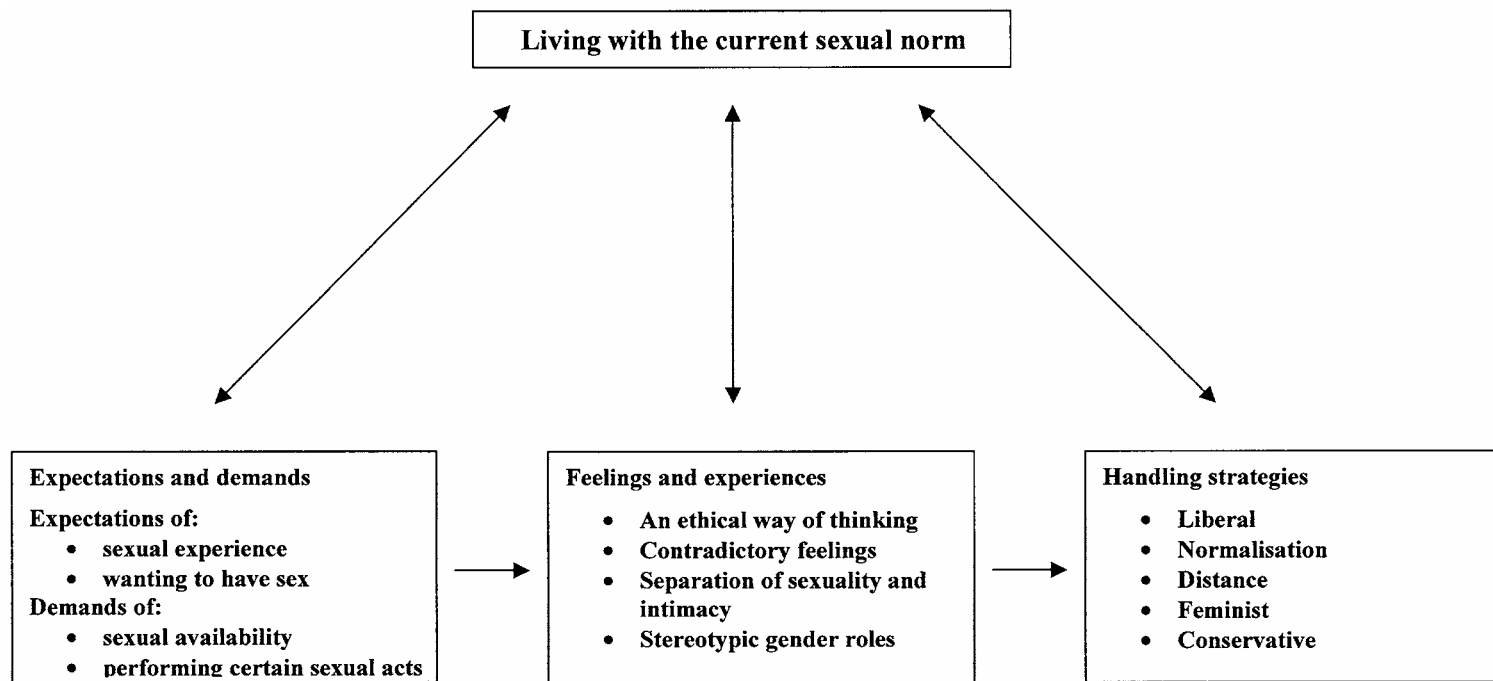 Living with the current sexual norm
Expectations and demands
Expectations of:
• sexual experience
• wanting to have sex
Demands of:
• sexual availability
• performing certain sexual acts
Feelings and experiences
• An ethical way of thinking
• Contradictory feelings
• Separation of sexuality and
intimacy
• Stereotypic gender roles
Handling strategies
• Liberal
• Normalisation
• Distance
• Feminist
• Conservative